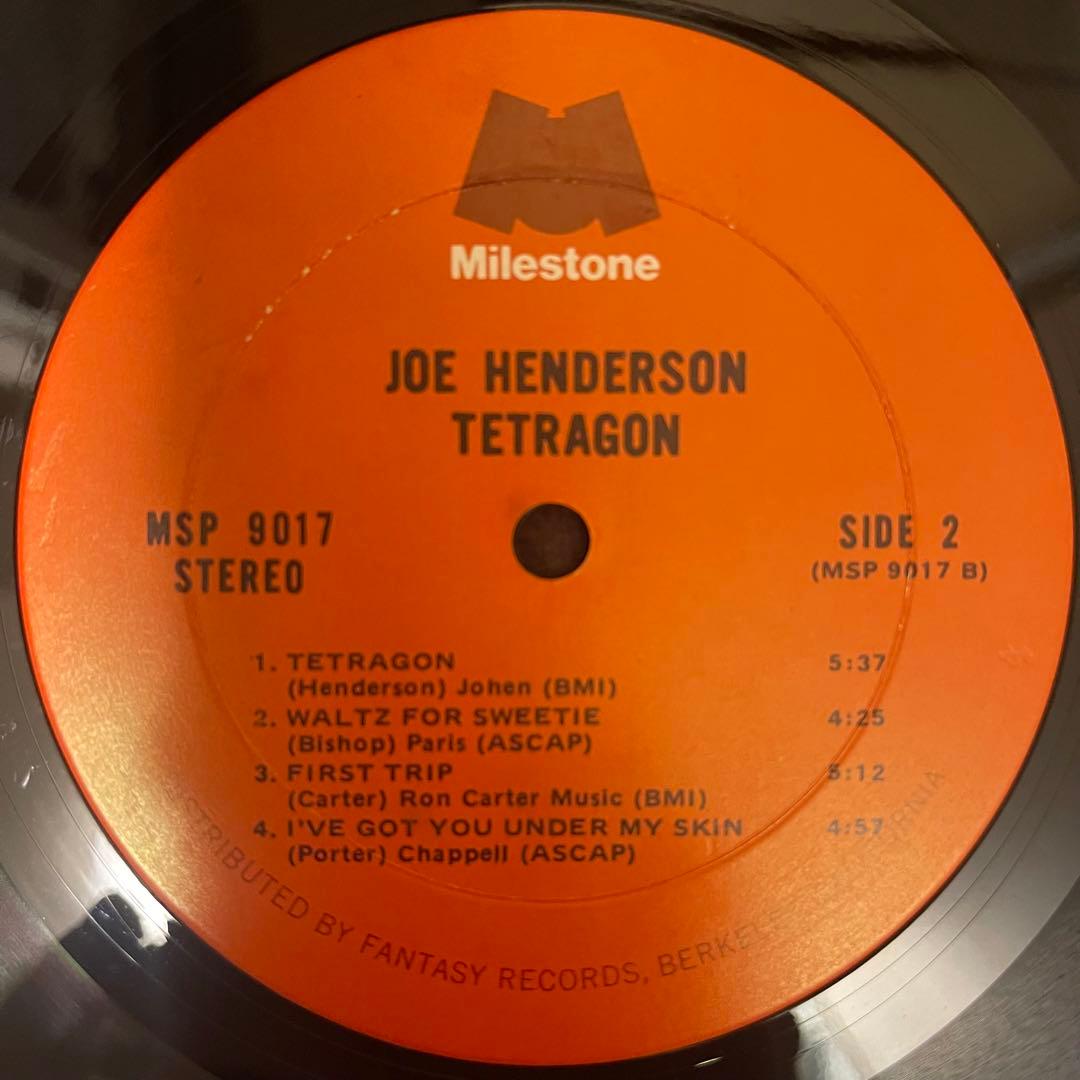 Milestone
JOE HENDERSON
TETRAGON
MSP 9017
STEREO
SIDE 2
(MSP 9017 B)
1. TETRAGON 5:37
(Henderson) Johen (BMI)
2. WALTZ FOR SWEETIE 4:25
(Bishop) Paris (ASCAP)
3. FIRST TRIP 5:12
(Carter) Ron Carter Music (BMI)
4. I'VE GOT YOU UNDER MY SKIN 4:57
(Porter) Chappell (ASCAP)
BY FANTASY RECORDS,